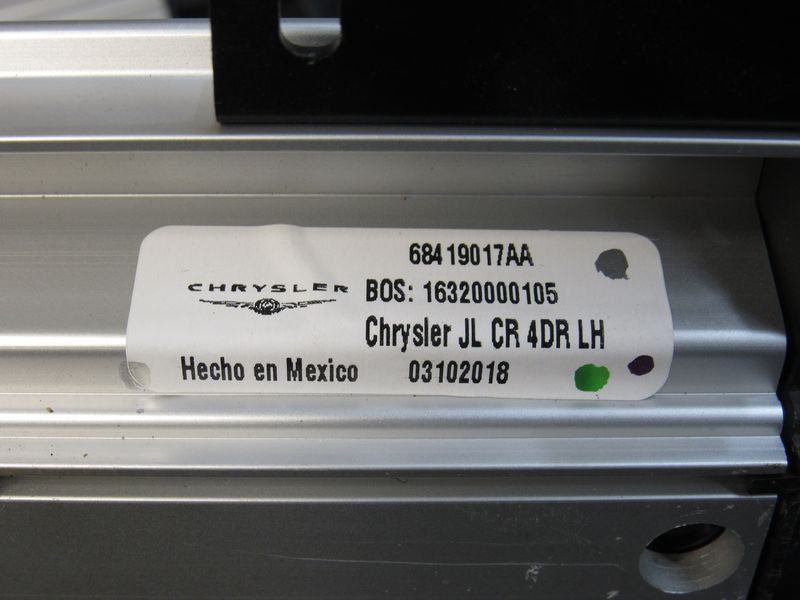 68419017AA
CHRYSLER
BOS: 16320000105
Chrysler JL CR 4DR LH
Hecho en Mexico 03102018